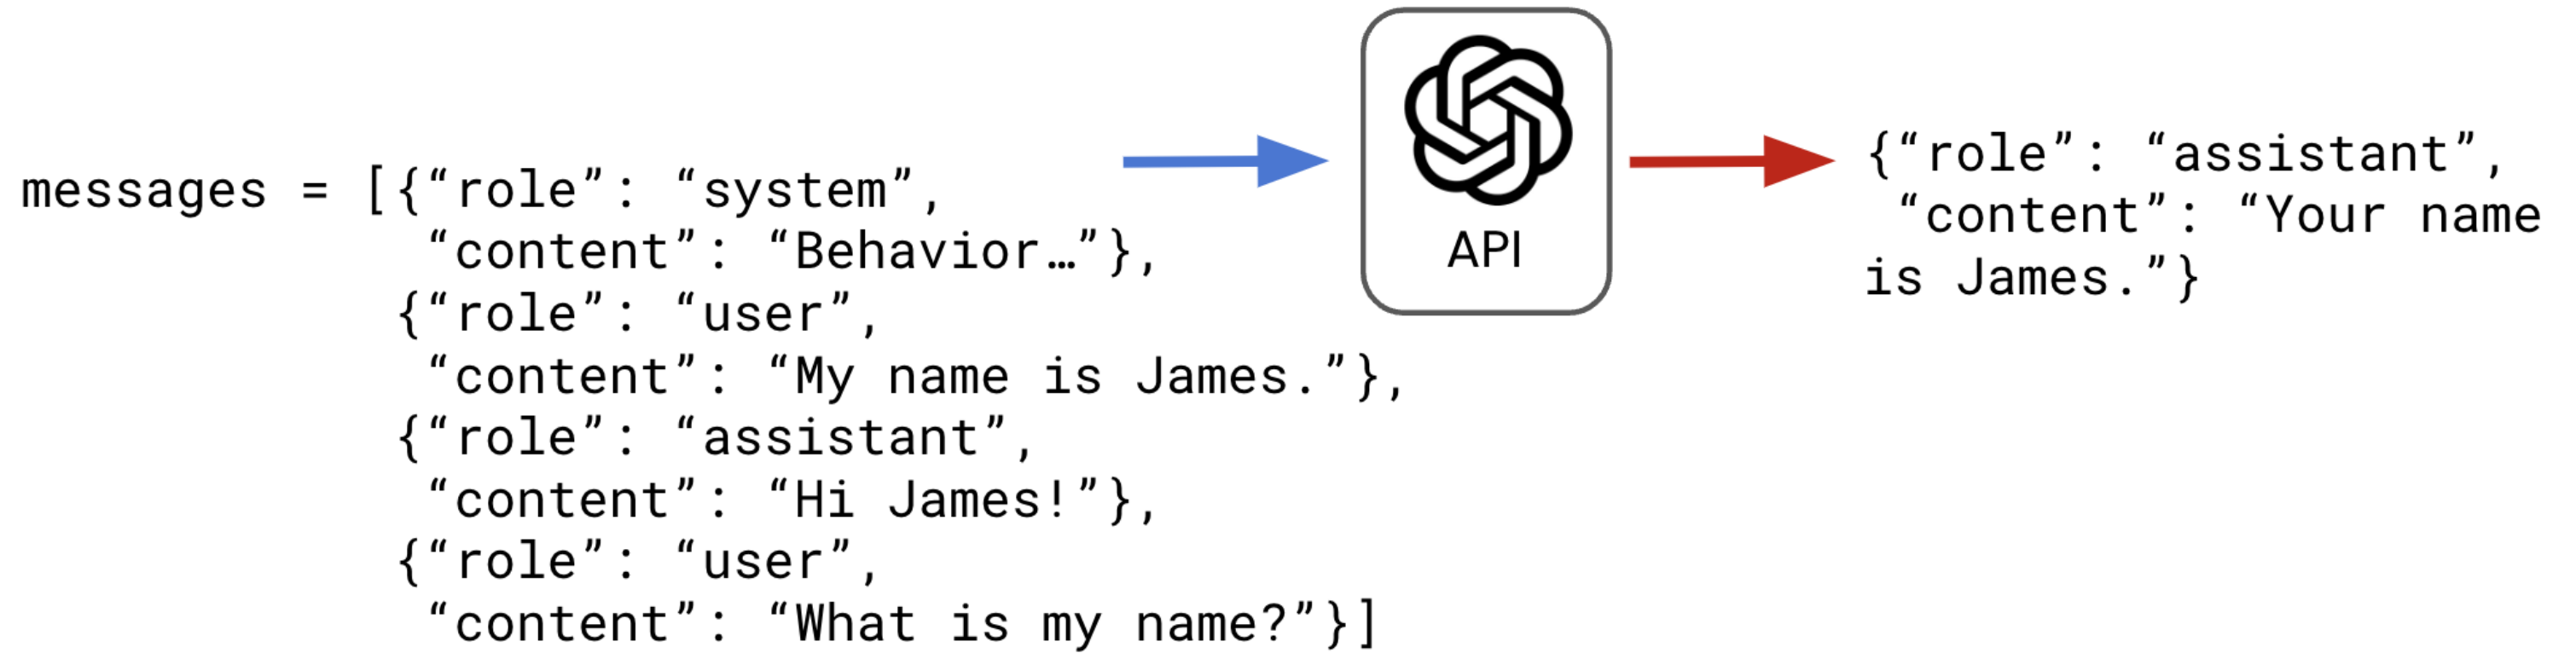 messages = [{“role”: “system”,
“content”: “Behavior…”},
{“role”: “user”,
“content”: “My name is James.”},
{“role”: “assistant”,
“content”: “Hi James!”},
{“role”: “user”,
“content”: “What is my name?”}]
API
{“role”: “assistant”,
“content”: “Your name
is James.”}